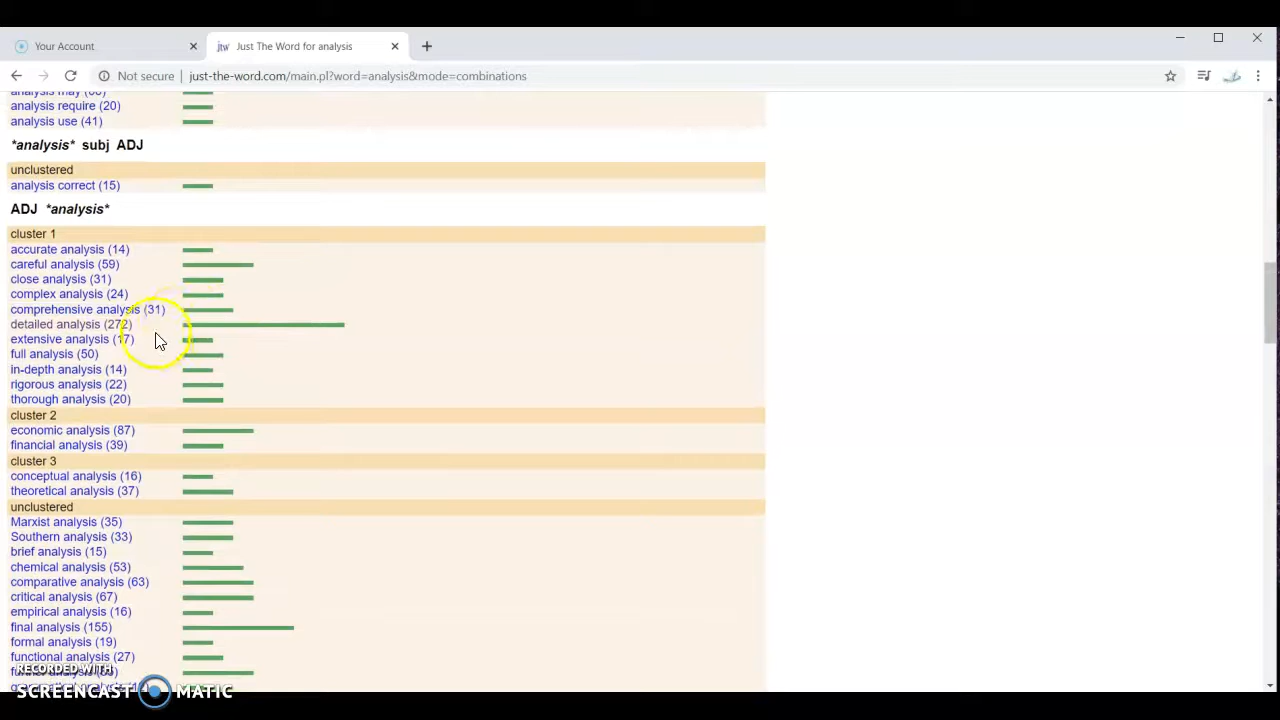 Your Account
jtw Just The Word for analysis
Not secure just-the-word.com/main.pl?word=analysis&mode=combinations
analysis require (20)
analysis use (41)
*analysis* subj ADJ
unclustered
analysis correct (15)
ADJ *analysis*
cluster 1
accurate analysis (14)
careful analysis (59)
close analysis (31)
complex analysis (24)
comprehensive analysis (31)
detailed analysis (272)
extensive analysis (17)
full analysis (50)
in-depth analysis (14)
rigorous analysis (22)
thorough analysis (20)
cluster 2
economic analysis (87)
financial analysis (39)
cluster 3
conceptual analysis (16)
theoretical analysis (37)
unclustered
Marxist analysis (35)
Southern analysis (33)
brief analysis (15)
chemical analysis (53)
comparative analysis (63)
critical analysis (67)
empirical analysis (16)
final analysis (155)
formal analysis (19)
functional analysis (27)
RECORDED WITH
SCREENCAST MATIC